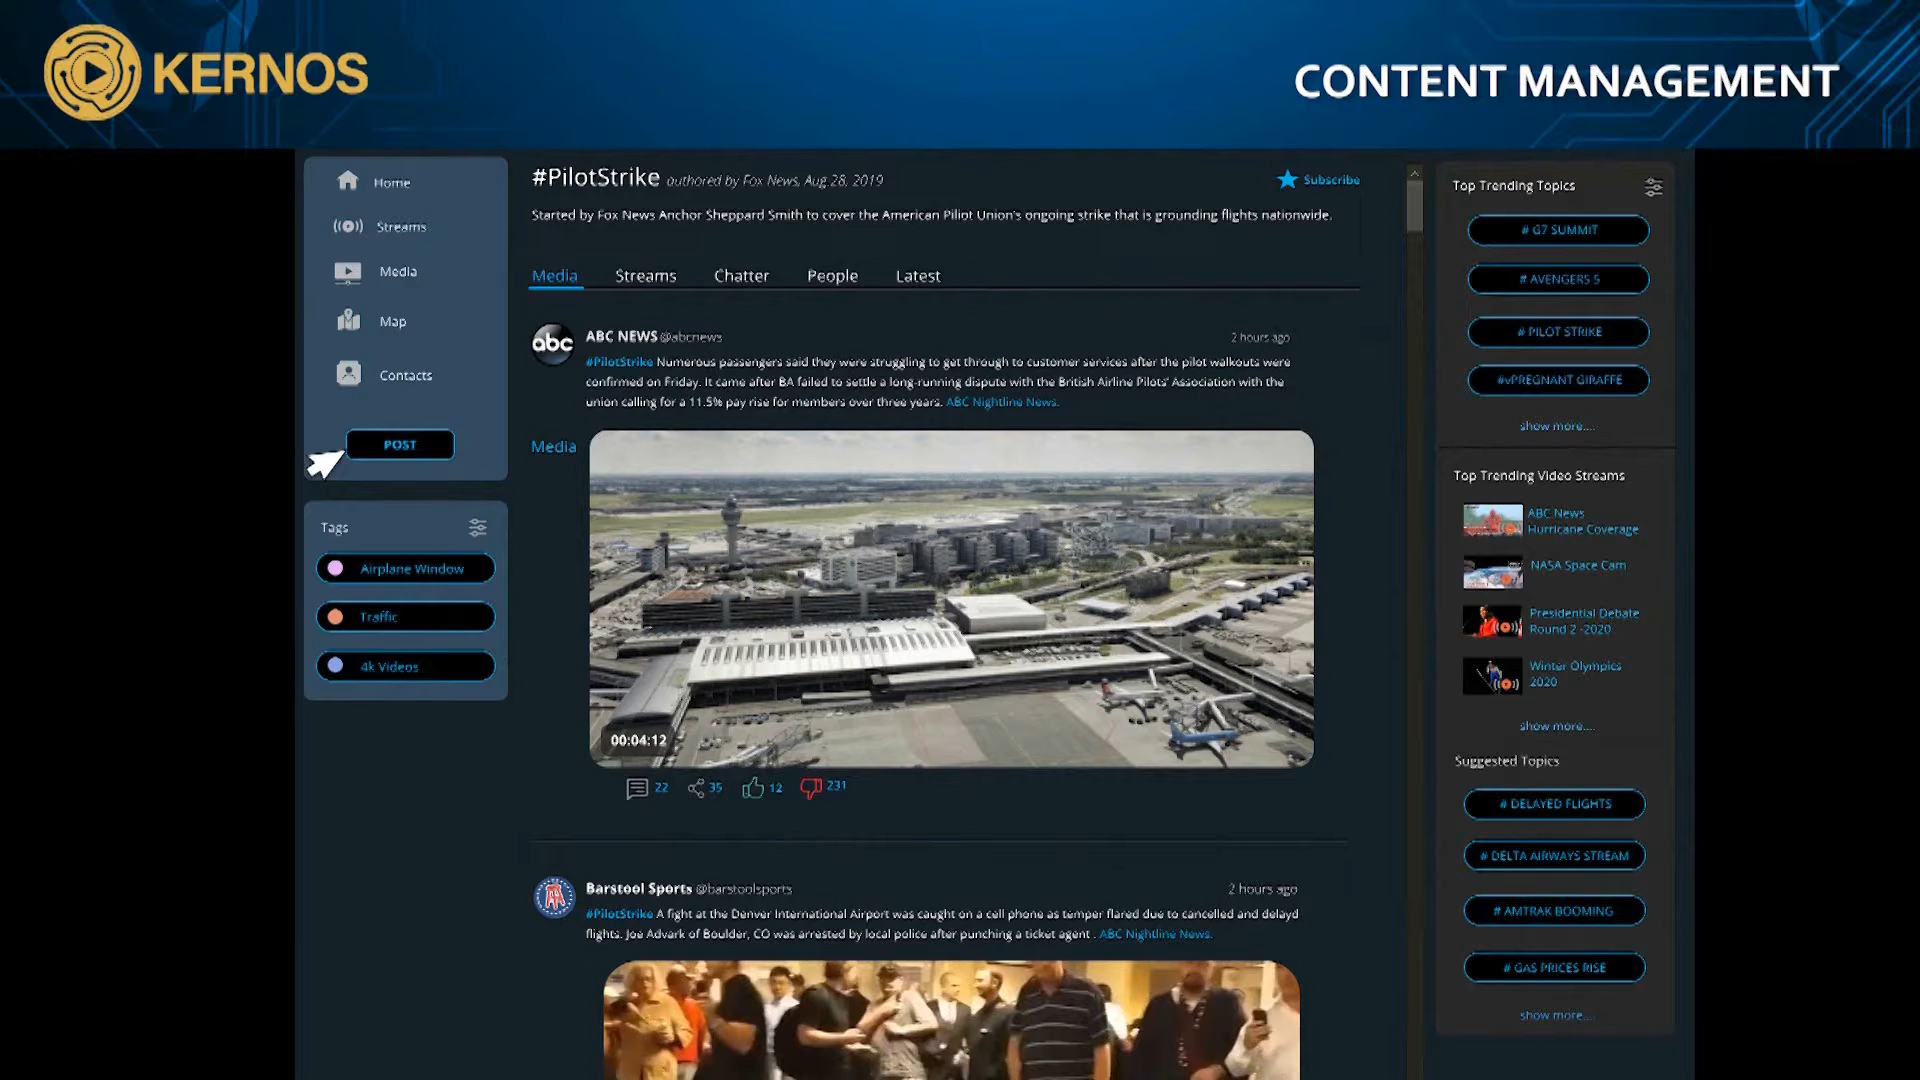 KERNOS
CONTENT MANAGEMENT
Home
Streams
Media
Map
Contacts
POST
Tags
Airplane Window
Traffic
4k Videos
#PilotStrike authored by Fox News, Aug 28, 2019
Subscribe
Started by Fox News Anchor Sheppard Smith to cover the American Piliot Union's ongoing strike that is grounding flights nationwide.
Media Streams Chatter People Latest
abc
ABC NEWS @abcnews
2 hours ago
#PilotStrike Numerous passengers said they were struggling to get through to customer services after the pilot walkouts were
confirmed on Friday. It came after BA failed to settle a long-running dispute with the British Airline Pilots' Association with the
union calling for a 11.5% pay rise for members over three years. ABC Nightline News.
Media
00:04:12
22 35 12 231
Barstool Sports @barstoolsports
2 hours ago
#PilotStrike A fight at the Denver International Airport was caught on a cell phone as temper flared due to cancelled and delayd
flights. Joe Advark of Boulder, CO was arrested by local police after punching a ticket agent . ABC Nightline News.
Top Trending Topics
# G7 SUMMIT
# AVENGERS 5
# PILOT STRIKE
#vPREGNANT GIRAFFE
show more....
Top Trending Video Streams
ABC News
Hurricane Coverage
NASA Space Cam
Presidential Debate
Round 2 -2020
Winter Olympics
2020
show more....
Suggested Topics
# DELAYED FLIGHTS
# DELTA AIRWAYS STREAM
# AMTRAK BOOMING
# GAS PRICES RISE
show more....